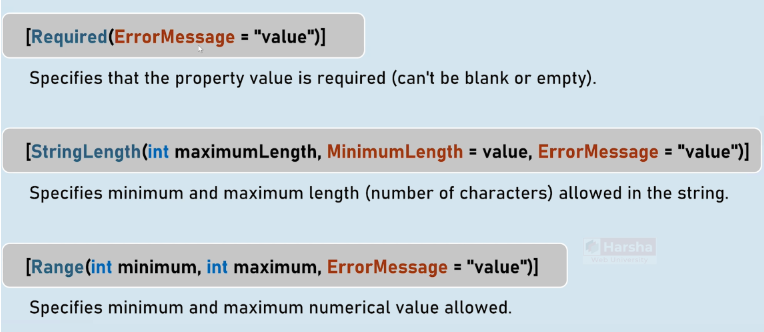 [Required(ErrorMessage = "value")]
Specifies that the property value is required (can't be blank or empty).
[StringLength(int maximumLength, MinimumLength = value, ErrorMessage = "value")]
Specifies minimum and maximum length (number of characters) allowed in the string.
Harsha
[Range(int minimum, int maximum, ErrorMessage = "value")]
Specifies minimum and maximum numerical value allowed.